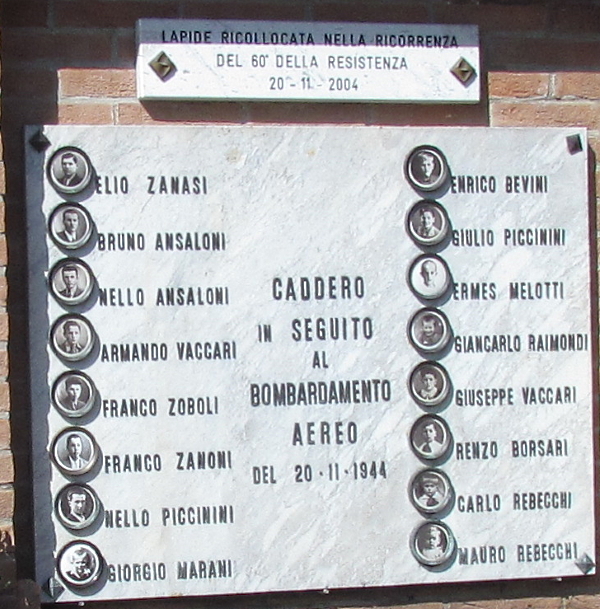 LAPIDE RICOLLOCATA NELLA RICORRENZA
DEL 60° DELLA RESISTENZA
20-11-2004
ELIO ZANASI
BRUNO ANSALONI
NELLO ANSALONI
ARMANDO VACCARI
FRANCO ZOBOLI
FRANCO ZANONI
NELLO PICCININI
GIORGIO MARANI
CADDERO
IN SEGUITO
AL
BOMBARDAMENTO
AEREO
DEL 20·11·1944
ENRICO BEVINI
GIULIO PICCININI
ERMES MELOTTI
GIANCARLO RAIMONDI
GIUSEPPE VACCARI
RENZO BORSARI
CARLO REBECCHI
MAURO REBECCHI